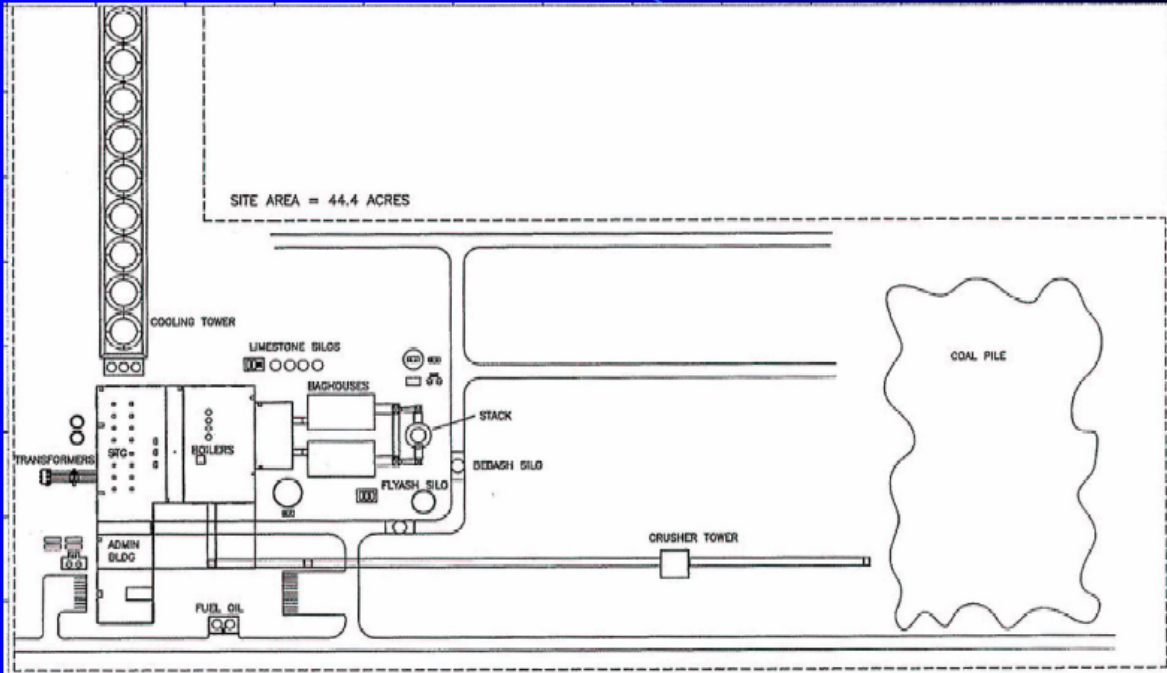 SITE AREA = 44.4 ACRES
COOLING TOWER
LIMESTONE SILOS
COAL PILE
BAGHOUSES
STACK
BOILERS
STG
TRANSFORMERS
BEDASH SILO
FLYASH SILO
CRUSHER TOWER
ADMIN
BLDG
FUEL OIL